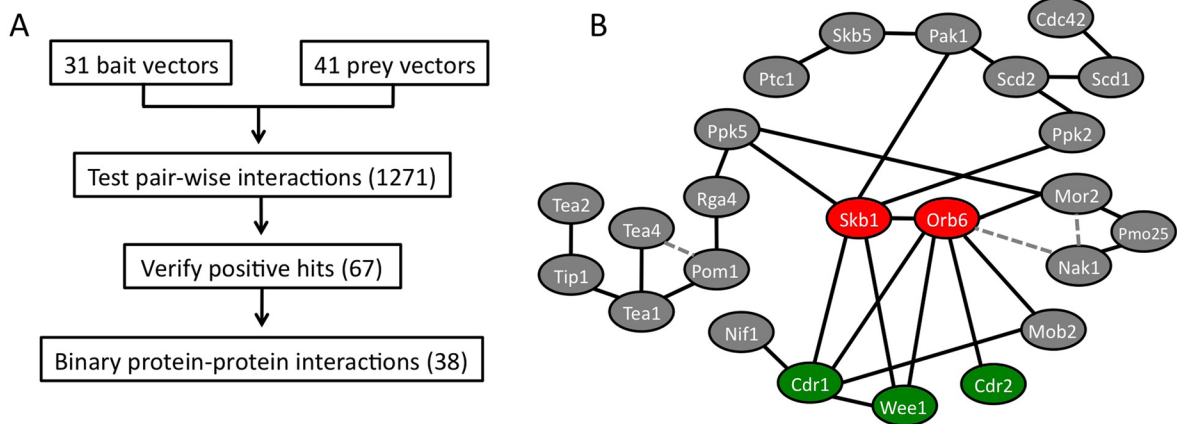 A
31 bait vectors
41 prey vectors
Test pair-wise interactions (1271)
Verify positive hits (67)
Binary protein-protein interactions (38)
B
Cdc42
Skb5
Pak1
Ptc1
Scd2
Scd1
Ppk5
Ppk2
Tea2
Rga4
Mor2
Skb1
Orb6
Tea4
Pmo25
Tip1
Pom1
Nak1
Tea1
Nif1
Mob2
Cdr1
Cdr2
Wee1